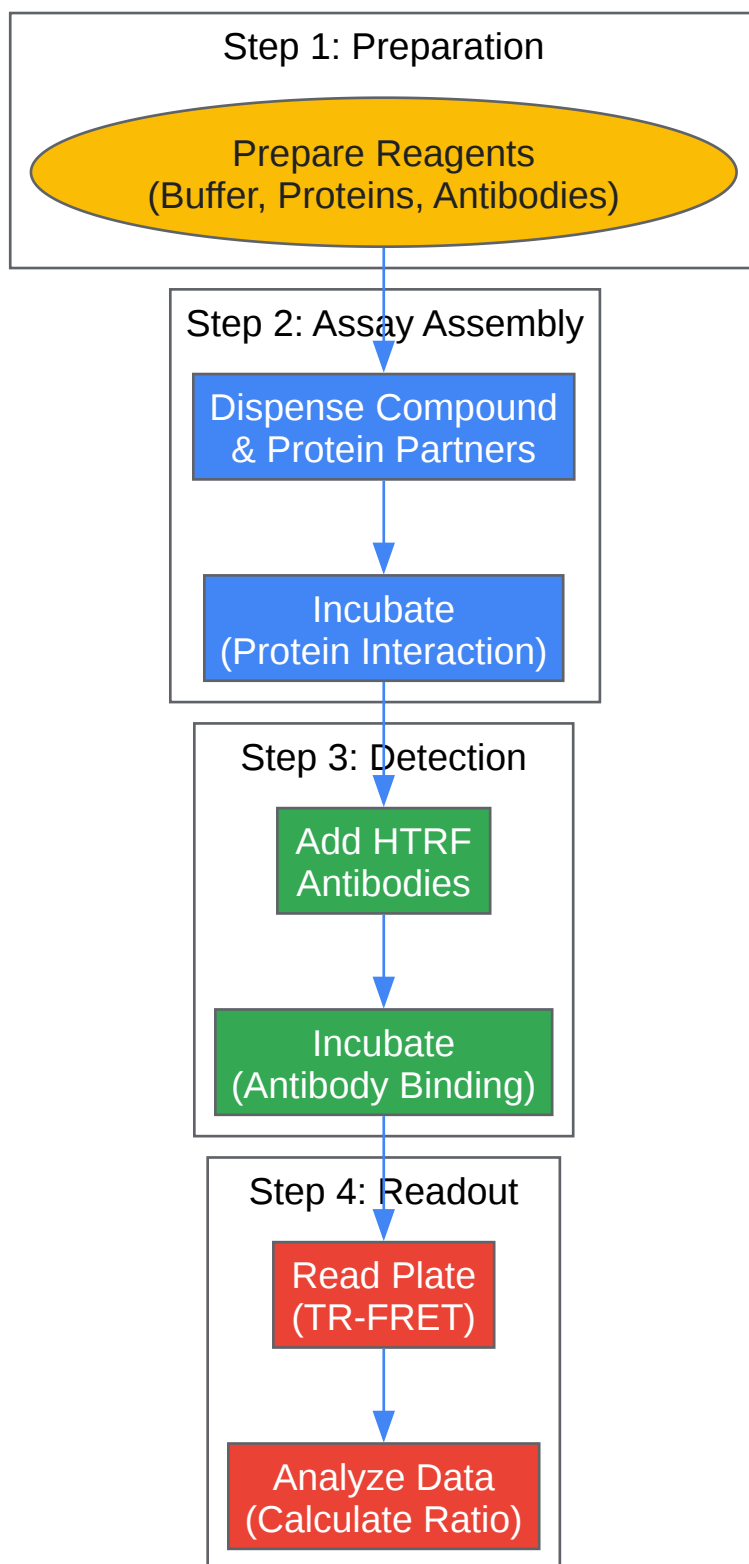 Step 1: Preparation
Prepare Reagents
(Buffer, Proteins, Antibodies)
Step 2: Assay Assembly
Dispense Compound
& Protein Partners
Incubate
(Protein Interaction)
Step 3: Detection
Add HTRF
Antibodies
Incubate
(Antibody Binding)
Step 4: Readout
Read Plate
(TR-FRET)
Analyze Data
(Calculate Ratio)